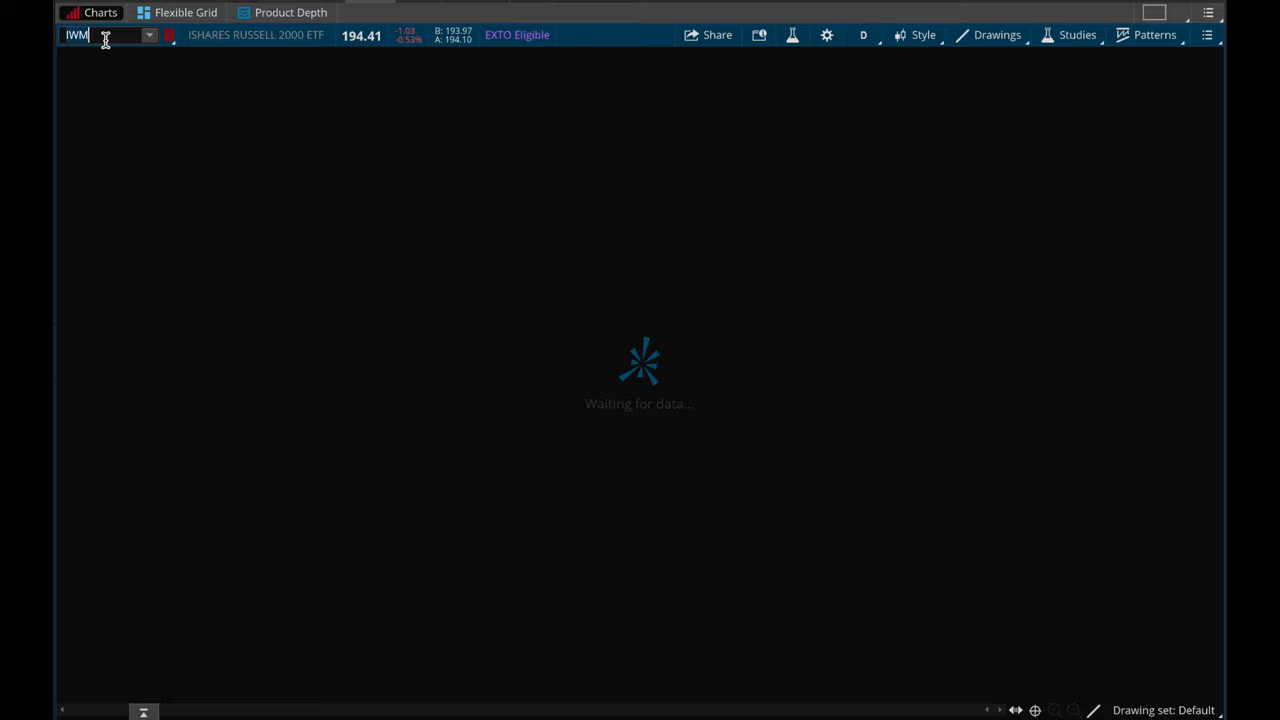 Charts Flexible Grid Product Depth
IWM ISHARES RUSSELL 2000 ETF 194.41 -1.03 -0.53% B: 193.97 A: 194.10 EXTO Eligible Share D Style Drawings Studies Patterns
Waiting for data...
Drawing set: Default